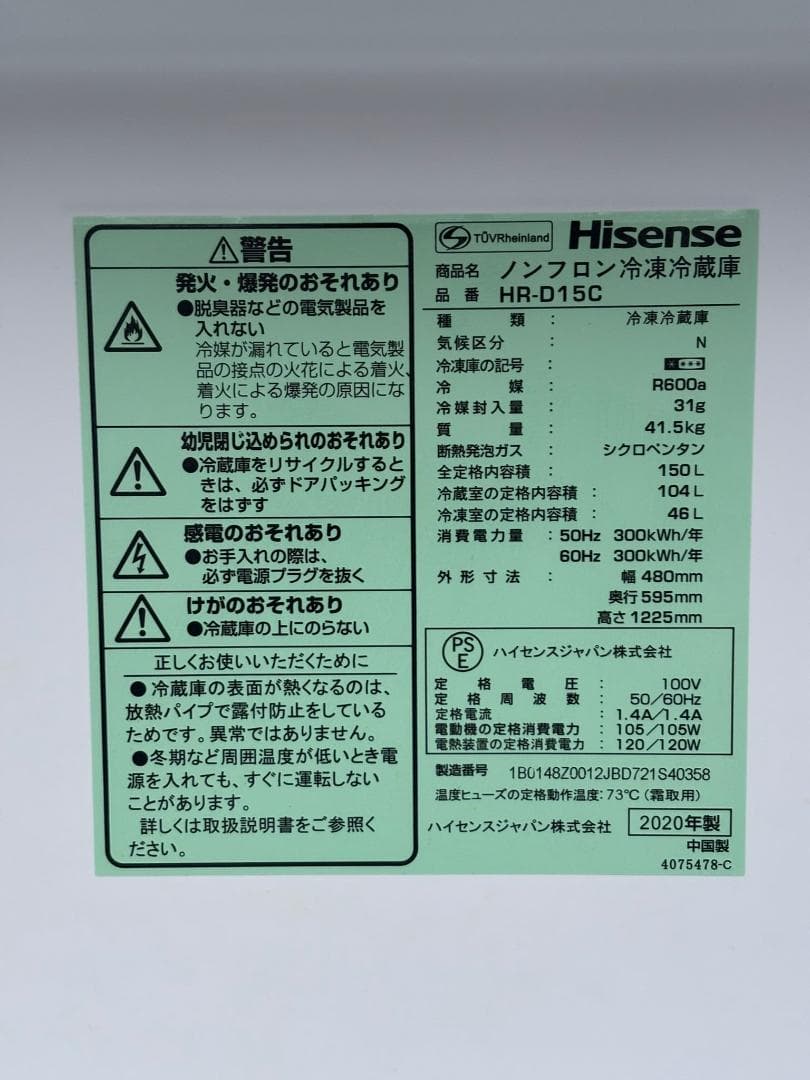 ⚠警告
発火・爆発のおそれあり
●脱臭器などの電気製品を
入れない
冷媒が漏れていると電気製
品の接点の火花による着火、
着火による爆発の原因にな
ります。
幼児閉じ込められのおそれあり
●冷蔵庫をリサイクルすると
きは、必ずドアパッキング
をはずす
感電のおそれあり
●お手入れの際は、
必ず電源プラグを抜く
けがのおそれあり
●冷蔵庫の上にのらない
正しくお使いいただくために
● 冷蔵庫の表面が熱くなるのは、
放熱パイプで露付防止をしている
ためです。異常ではありません。
●冬期など周囲温度が低いとき電
源を入れても、すぐに運転しない
ことがあります。
詳しくは取扱説明書をご参照く
ださい。
TÜVRheinland Hisense
商品名 ノンフロン冷凍冷蔵庫
品番 HR-D15C
種類 : 冷凍冷蔵庫
気候区分 : N
冷凍庫の記号 : * ***
冷媒 : R600a
冷媒封入量 : 31g
質量 : 41.5kg
断熱発泡ガス : シクロペンタン
全定格内容積 : 150L
冷蔵室の定格内容積 : 104L
冷凍室の定格内容積 : 46L
消費電力量 : 50Hz 300kWh/年
60Hz 300kWh/年
外形寸法 : 幅 480mm
奥行 595mm
高さ 1225mm
PS
E ハイセンスジャパン株式会社
定格電圧 : 100V
定格周波数 : 50/60Hz
定格電流 : 1.4A/1.4A
電動機の定格消費電力 : 105/105W
電熱装置の定格消費電力 : 120/120W
製造番号 1B0148Z0012JBD721S40358
温度ヒューズの定格動作温度:73℃(霜取用)
ハイセンスジャパン株式会社 2020年製
中国製
4075478-C